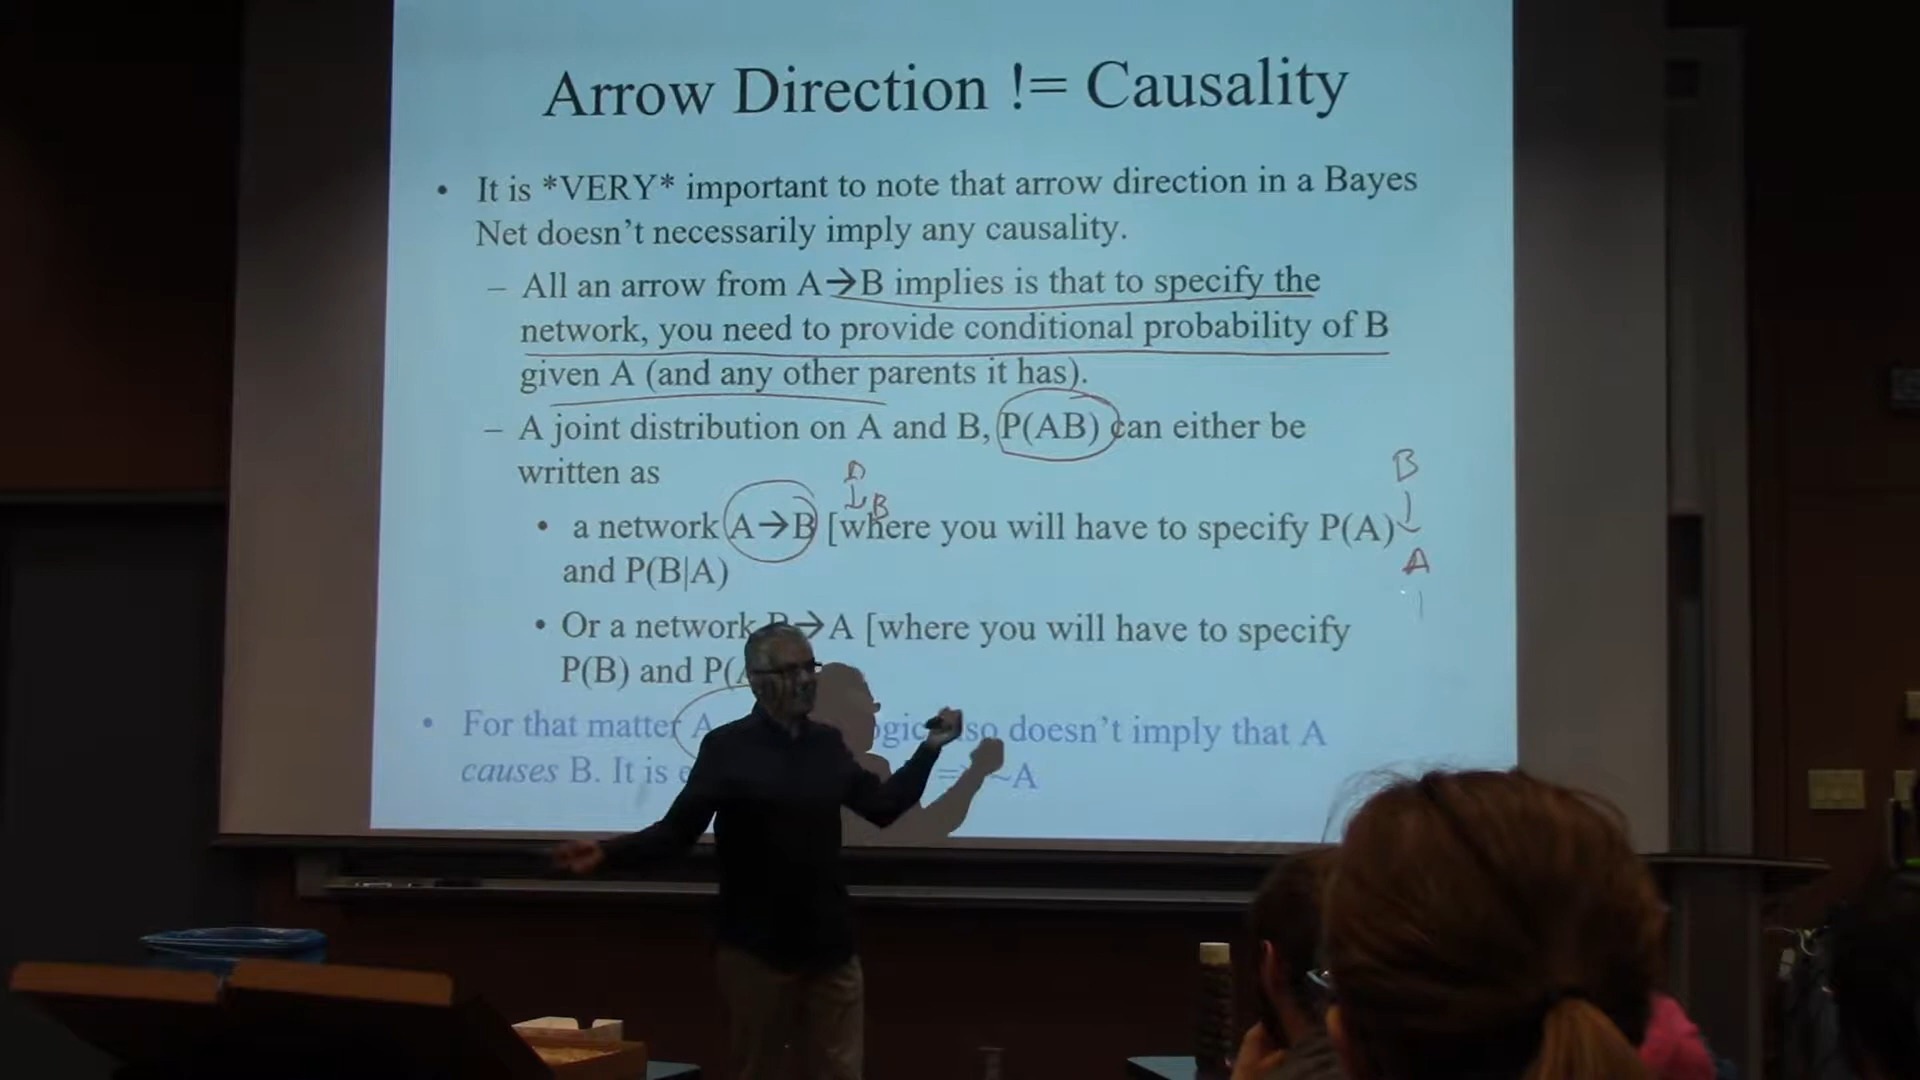 Arrow Direction != Causality
• It is *VERY* important to note that arrow direction in a Bayes
Net doesn't necessarily imply any causality.
– All an arrow from A→B implies is that to specify the
network, you need to provide conditional probability of B
given A (and any other parents it has).
– A joint distribution on A and B, P(AB) can either be
written as
B
↓
A
↓ B
• a network A→B [where you will have to specify P(A)
and P(B|A)
• Or a network →A [where you will have to specify
P(B) and P(
• For that matter A also doesn't imply that A
causes B. It is ~A